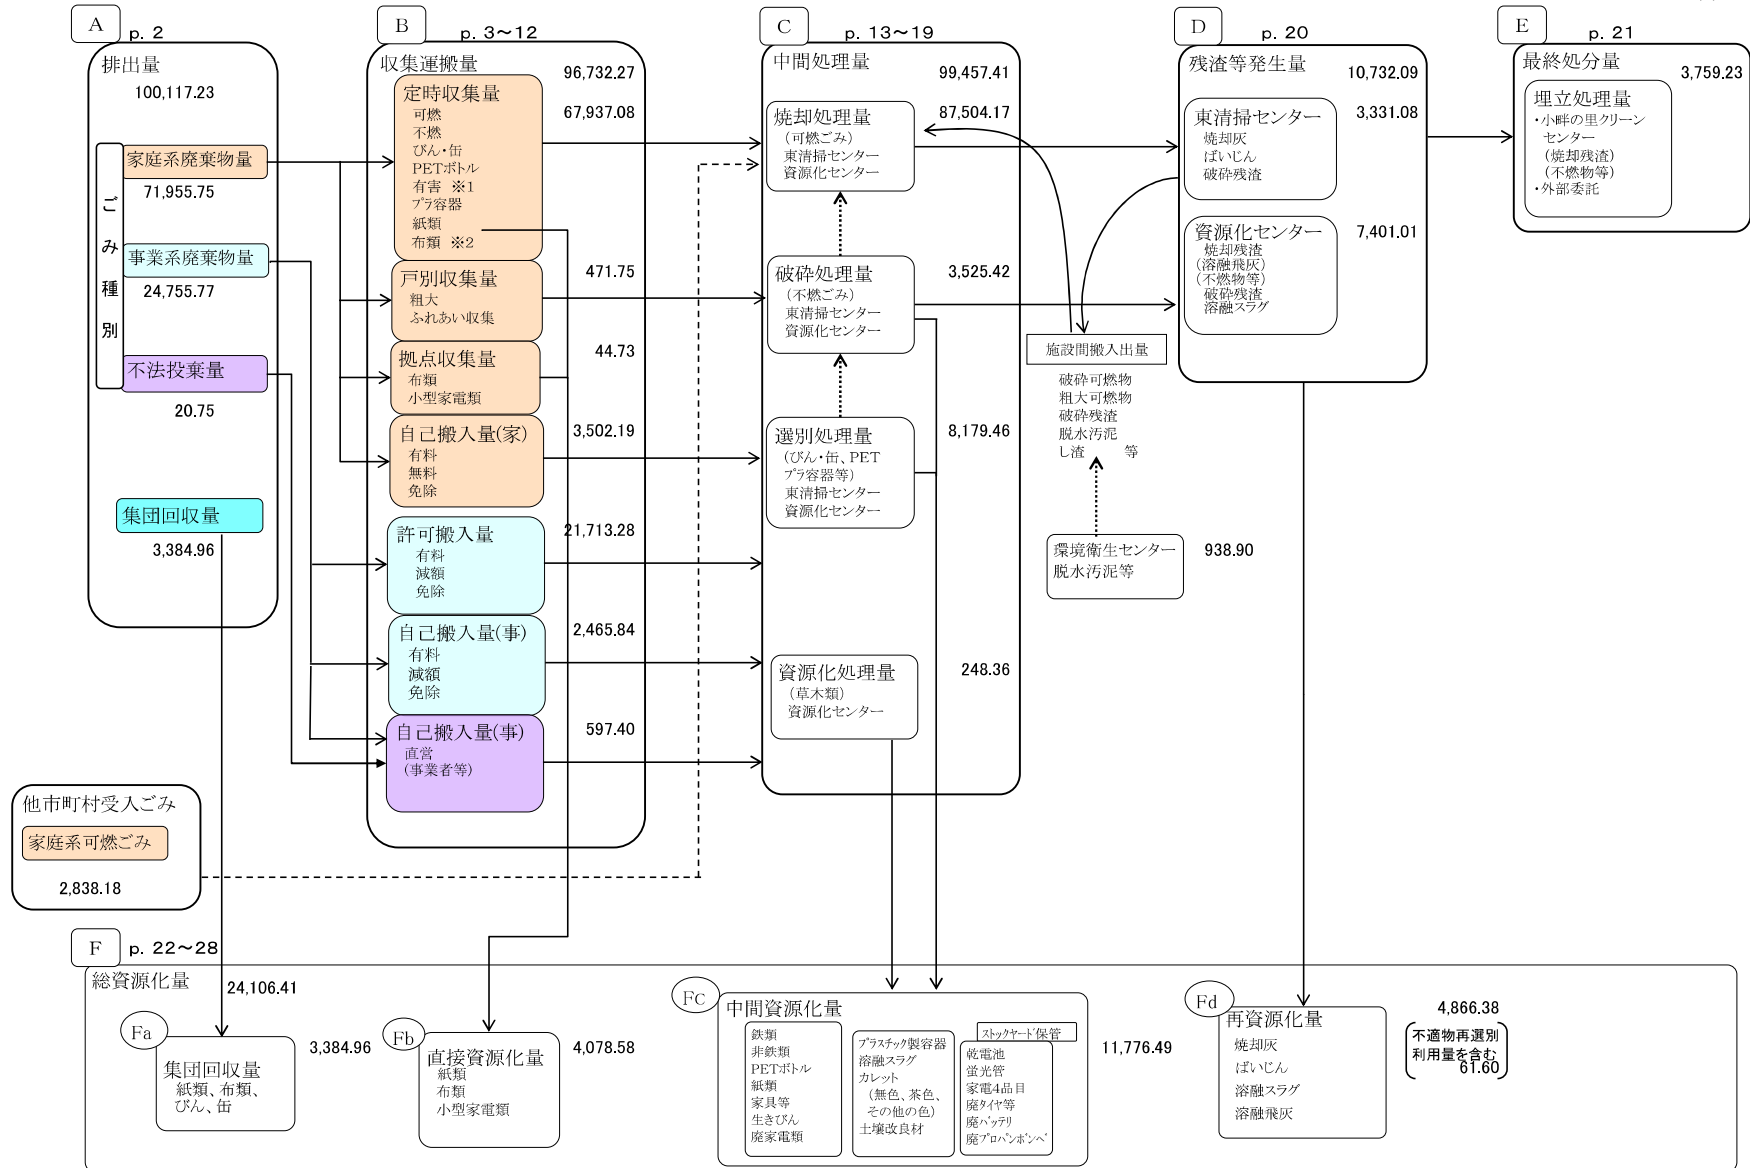 A
p. 2
排出量
100,117.23
ごみ種別
家庭系廃棄物量
71,955.75
事業系廃棄物量
24,755.77
不法投棄量
20.75
集団回収量
3,384.96
他市町村受入ごみ
家庭系可燃ごみ
2,838.18
B
p. 3～12
収集運搬量
96,732.27
定時収集量
67,937.08
可燃
不燃
びん・缶
PETボトル
有害 ※1
プラ容器
紙類
布類 ※2
戸別収集量
471.75
粗大
ふれあい収集
拠点収集量
44.73
布類
小型家電類
自己搬入量(家)
3,502.19
有料
無料
免除
許可搬入量
21,713.28
有料
減額
免除
自己搬入量(事)
2,465.84
有料
減額
免除
自己搬入量(事)
597.40
直営
(事業者等)
C
p. 13～19
中間処理量
99,457.41
焼却処理量
87,504.17
(可燃ごみ)
東清掃センター
資源化センター
破砕処理量
3,525.42
(不燃ごみ)
東清掃センター
資源化センター
選別処理量
8,179.46
(びん・缶、PET
プラ容器等)
東清掃センター
資源化センター
資源化処理量
248.36
(草木類)
資源化センター
D
p. 20
残渣等発生量
10,732.09
東清掃センター
3,331.08
焼却灰
ばいじん
破砕残渣
資源化センター
7,401.01
焼却残渣
(溶融飛灰)
(不燃物等)
破砕残渣
溶融スラグ
施設間搬入出量
破砕可燃物
粗大可燃物
破砕残渣
脱水汚泥
し渣 等
環境衛生センター
脱水汚泥等
938.90
E
p. 21
最終処分量
3,759.23
埋立処理量
・小畔の里クリーン
センター
(焼却残渣)
(不燃物等)
・外部委託
F
p. 22～28
総資源化量
24,106.41
Fa
集団回収量
紙類、布類、
びん、缶
3,384.96
Fb
直接資源化量
紙類
布類
小型家電類
4,078.58
Fc
中間資源化量
鉄類
非鉄類
PETボトル
紙類
家具等
生きびん
廃家電類
プラスチック製容器
溶融スラグ
カレット
(無色、茶色、
その他の色)
土壌改良材
ストックヤード保管
乾電池
蛍光管
家電4品目
廃タイヤ等
廃バッテリ
廃プロパンボンベ
11,776.49
Fd
再資源化量
焼却灰
ばいじん
溶融スラグ
溶融飛灰
4,866.38
不適物再選別
利用量を含む
61.60